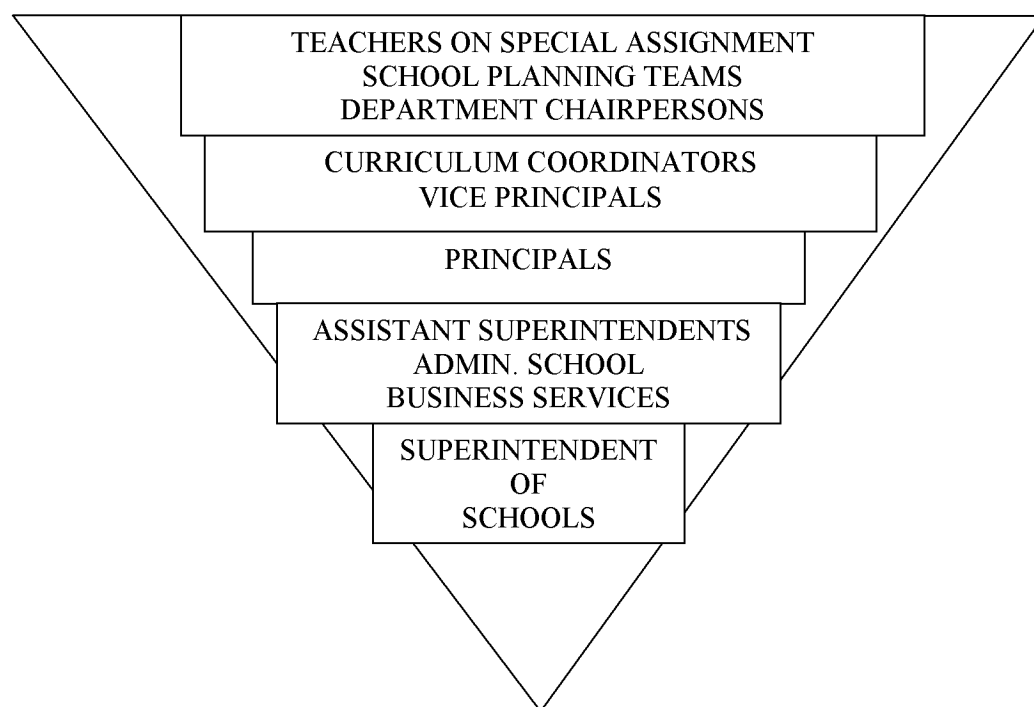 TEACHERS ON SPECIAL ASSIGNMENT
SCHOOL PLANNING TEAMS
DEPARTMENT CHAIRPERSONS
CURRICULUM COORDINATORS
VICE PRINCIPALS
PRINCIPALS
ASSISTANT SUPERINTENDENTS
ADMIN. SCHOOL
BUSINESS SERVICES
SUPERINTENDENT
OF
SCHOOLS